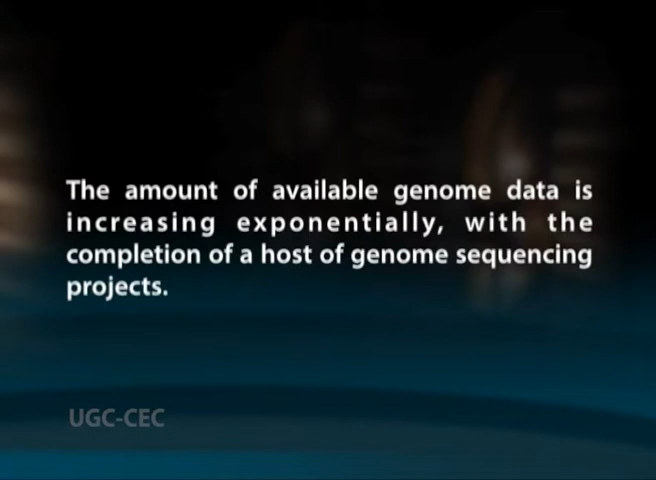 The amount of available genome data is
increasing exponentially, with the
completion of a host of genome sequencing
projects.
UGC-CEC